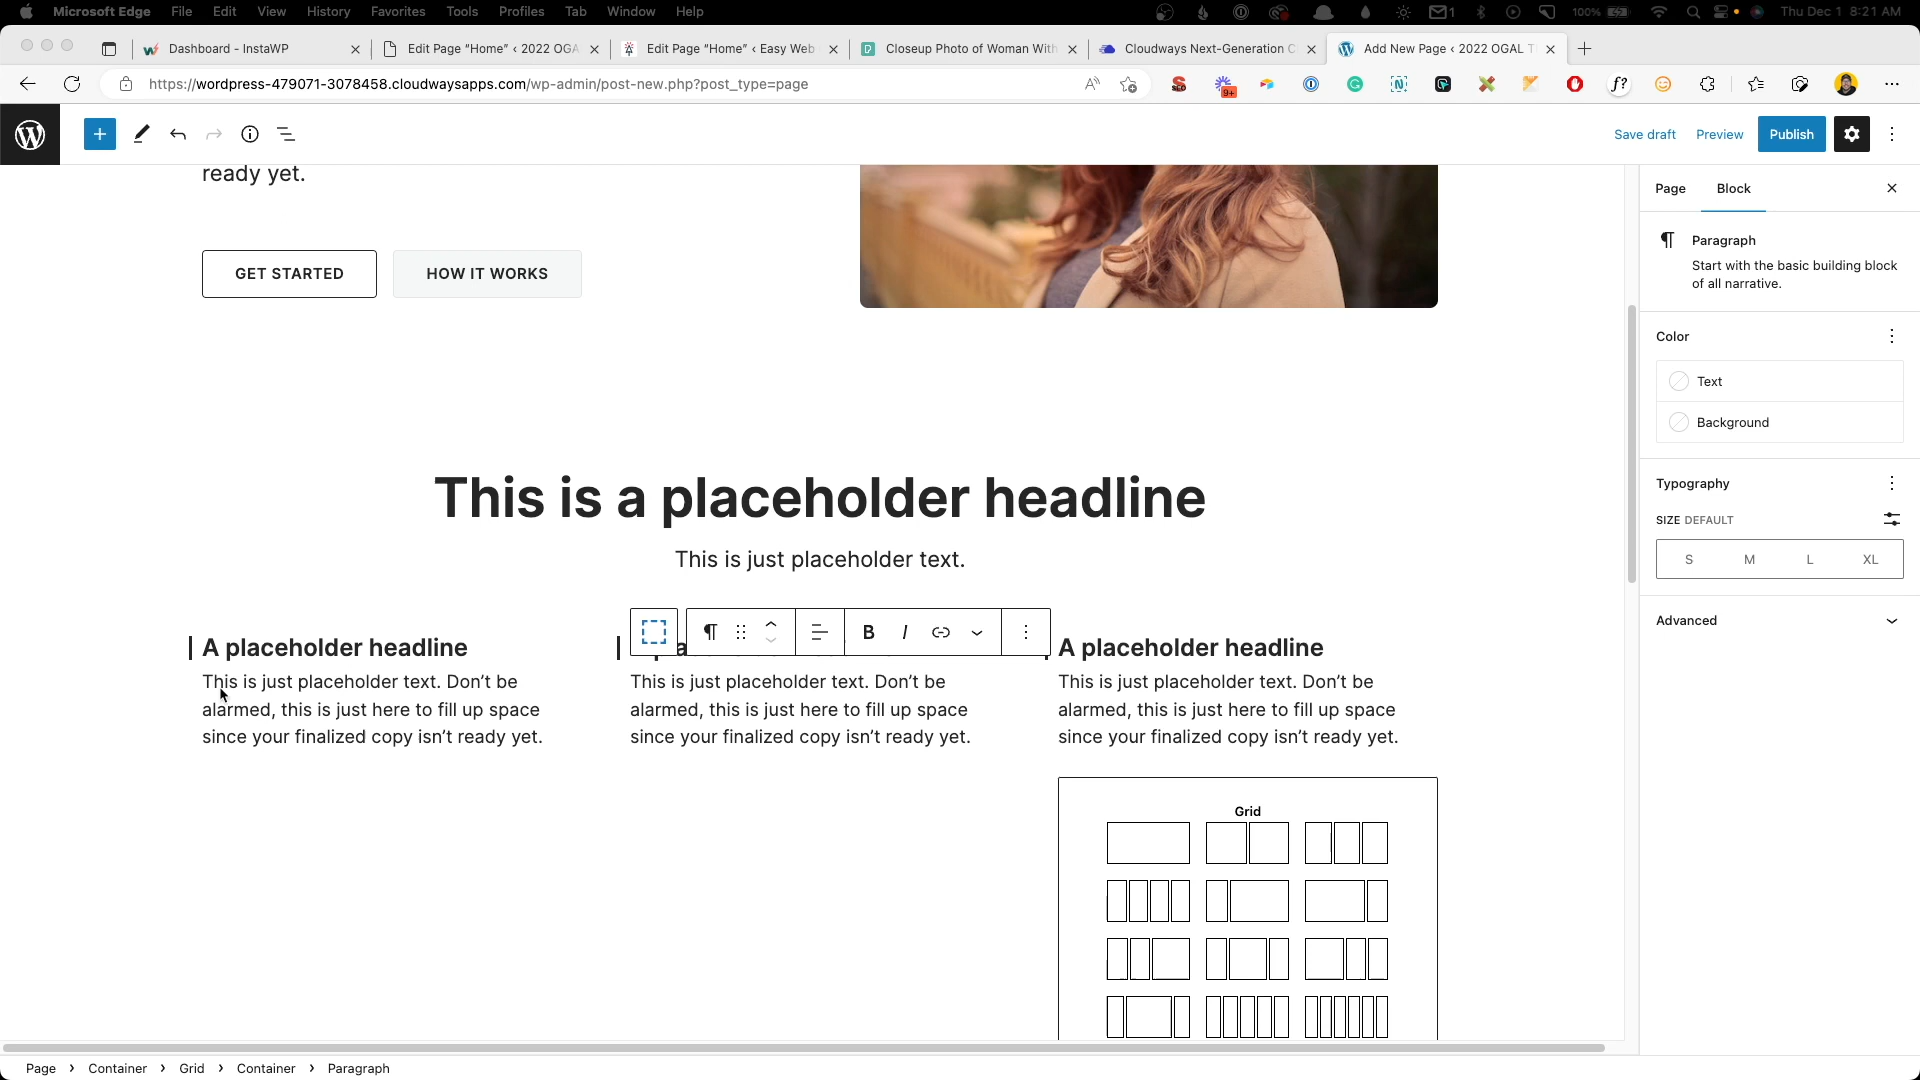 Microsoft Edge File Edit View History Favorites Tools Profiles Tab Window Help
1
100%
Thu Dec 1 8:21 AM
Dashboard - InstaWP
Edit Page “Home” ‹ 2022 OGA
Edit Page “Home” ‹ Easy Web
Closeup Photo of Woman With
Cloudways Next-Generation C
Add New Page ‹ 2022 OGAL T
https://wordpress-479071-3078458.cloudwaysapps.com/wp-admin/post-new.php?post_type=page
9+
Save draft
Preview
Publish
ready yet.
GET STARTED
HOW IT WORKS
This is a placeholder headline
This is just placeholder text.
A placeholder headline
This is just placeholder text. Don’t be
alarmed, this is just here to fill up space
since your finalized copy isn’t ready yet.
B I
This is just placeholder text. Don’t be
alarmed, this is just here to fill up space
since your finalized copy isn’t ready yet.
A placeholder headline
This is just placeholder text. Don’t be
alarmed, this is just here to fill up space
since your finalized copy isn’t ready yet.
Grid
Page Block
Paragraph
Start with the basic building block
of all narrative.
Color
Text
Background
Typography
SIZE DEFAULT
S M L XL
Advanced
Page › Container › Grid › Container › Paragraph